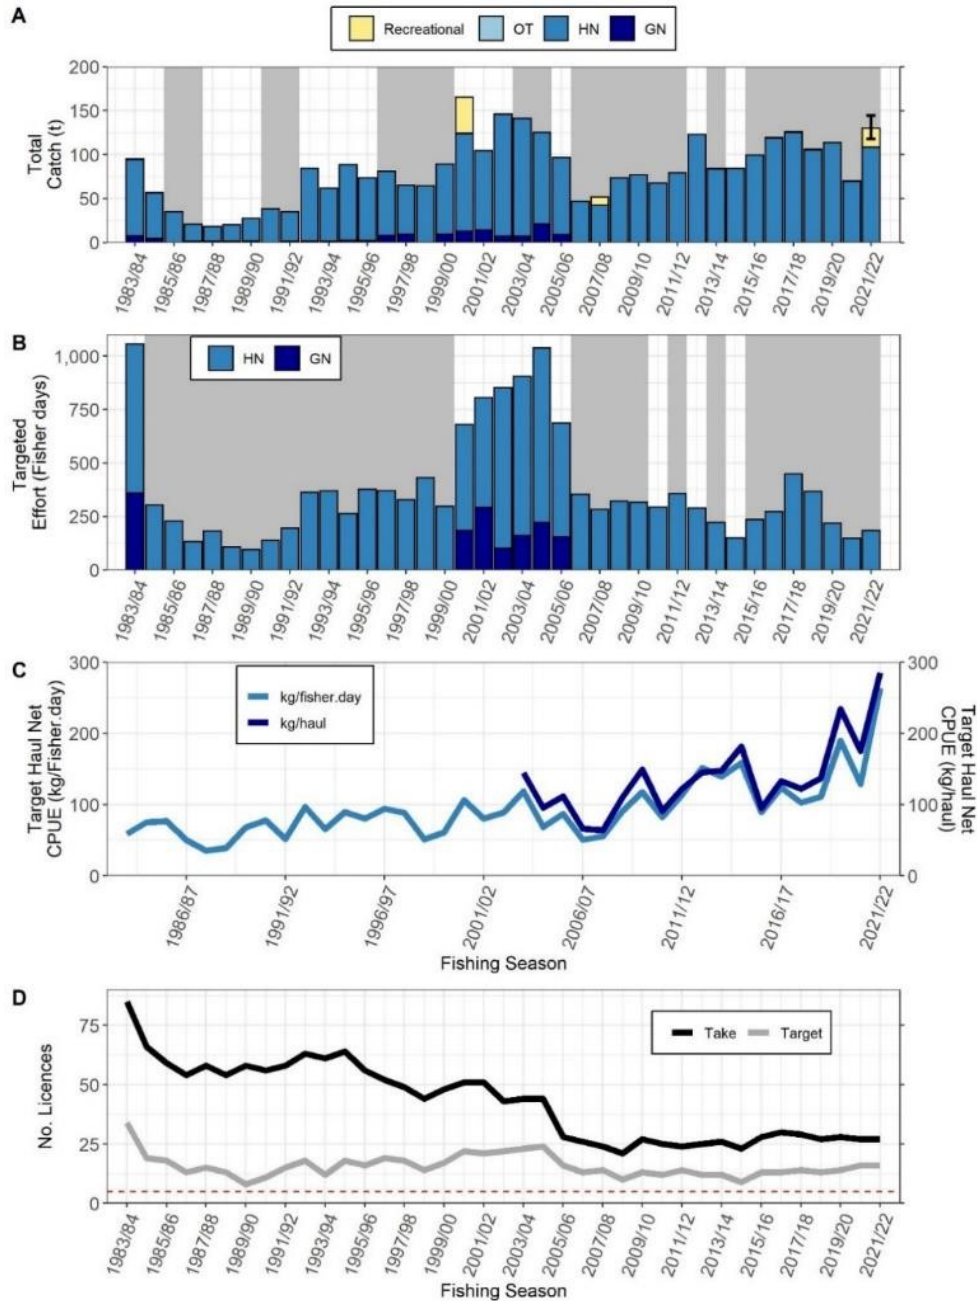 A
Recreational OT HN GN
Total
Catch (t)
200
150
100
50
0
1983/84 1985/86 1987/88 1989/90 1991/92 1993/94 1995/96 1997/98 1999/00 2001/02 2003/04 2005/06 2007/08 2009/10 2011/12 2013/14 2015/16 2017/18 2019/20 2021/22
B
HN GN
Targeted
Effort (Fisher days)
1,000
750
500
250
0
1983/84 1985/86 1987/88 1989/90 1991/92 1993/94 1995/96 1997/98 1999/00 2001/02 2003/04 2005/06 2007/08 2009/10 2011/12 2013/14 2015/16 2017/18 2019/20 2021/22
C
kg/fisher.day
kg/haul
Target Haul Net
CPUE (kg/Fisher.day)
300 300
200 200
100 100
0 0
Target Haul Net
CPUE (kg/haul)
1986/87 1991/92 1996/97 2001/02 2006/07 2011/12 2016/17 2021/22
Fishing Season
D
Take Target
No. Licences
75
50
25
0
1983/84 1985/86 1987/88 1989/90 1991/92 1993/94 1995/96 1997/98 1999/00 2001/02 2003/04 2005/06 2007/08 2009/10 2011/12 2013/14 2015/16 2017/18 2019/20 2021/22
Fishing Season